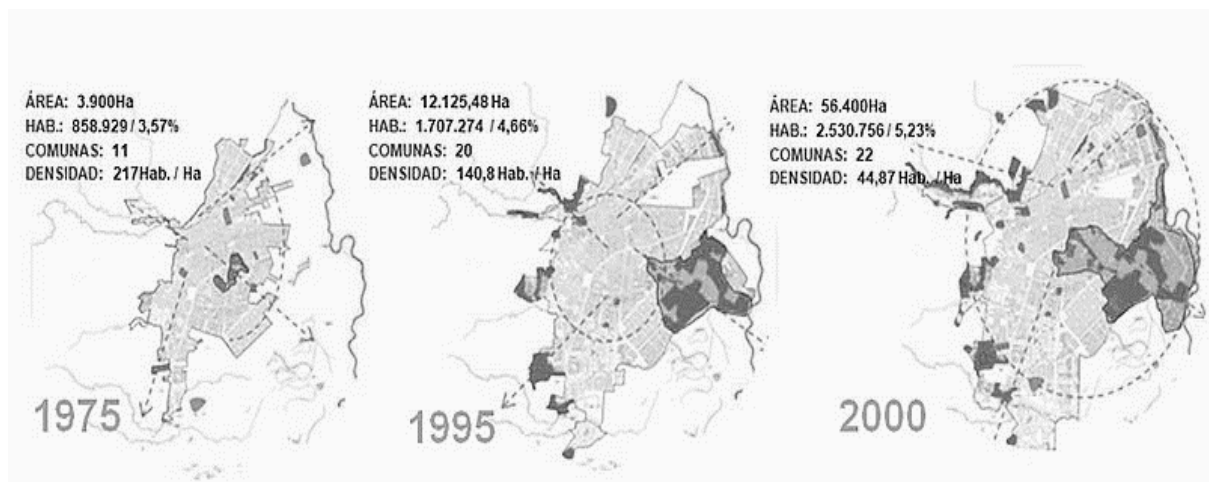 ÁREA: 3.900Ha
HAB.: 858.929 / 3,57%
COMUNAS: 11
DENSIDAD: 217Hab. / Ha
1975
ÁREA: 12.125,48 Ha
HAB.: 1.707.274 / 4,66%
COMUNAS: 20
DENSIDAD: 140,8 Hab. / Ha
1995
ÁREA: 56.400Ha
HAB.: 2.530.756 / 5,23%
COMUNAS: 22
DENSIDAD: 44,87 Hab. / Ha
2000